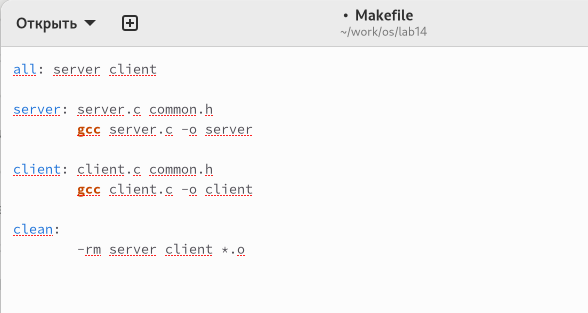 Открыть
• Makefile
~/work/os/lab14
all: server client
server: server.c common.h
gcc server.c -o server
client: client.c common.h
gcc client.c -o client
clean:
-rm server client *.o